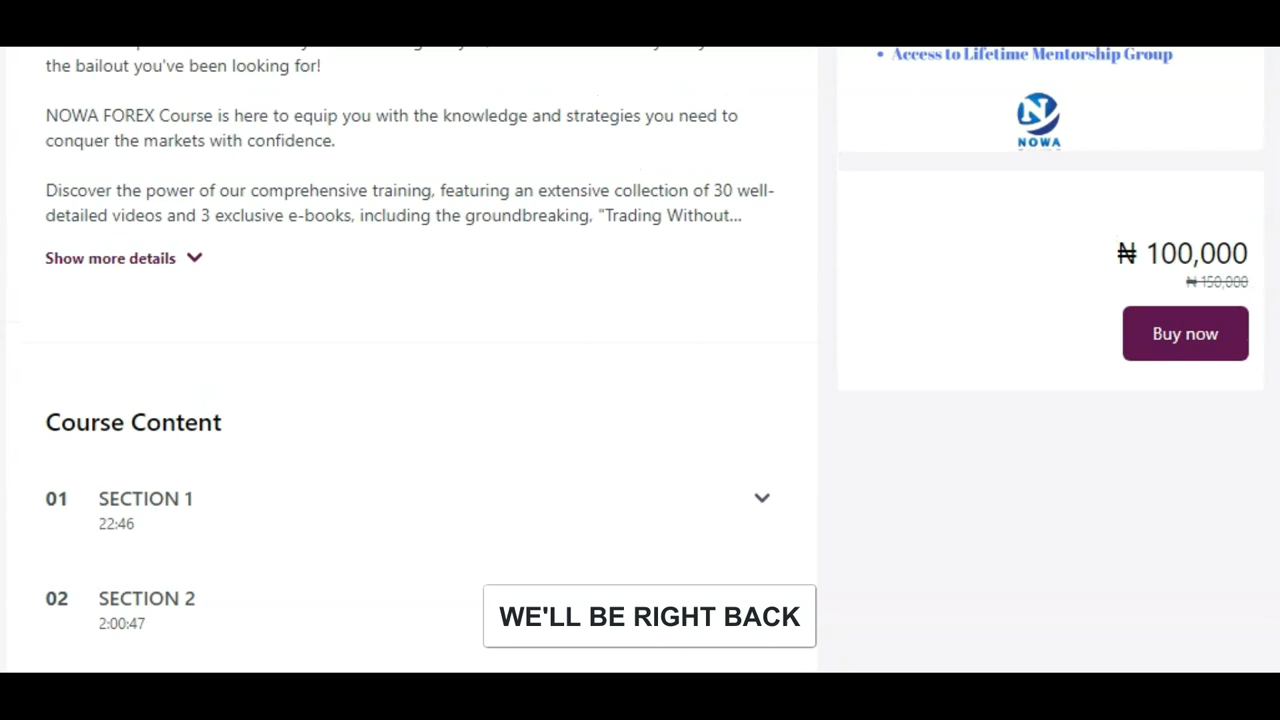 the bailout you've been looking for!
NOWA FOREX Course is here to equip you with the knowledge and strategies you need to
conquer the markets with confidence.
Discover the power of our comprehensive training, featuring an extensive collection of 30 well-
detailed videos and 3 exclusive e-books, including the groundbreaking, "Trading Without...
Show more details
Course Content
01 SECTION 1
22:46
02 SECTION 2
2:00:47
• Access to Lifetime Mentorship Group
NOWA
₦ 100,000
₦ 150,000
Buy now
WE'LL BE RIGHT BACK